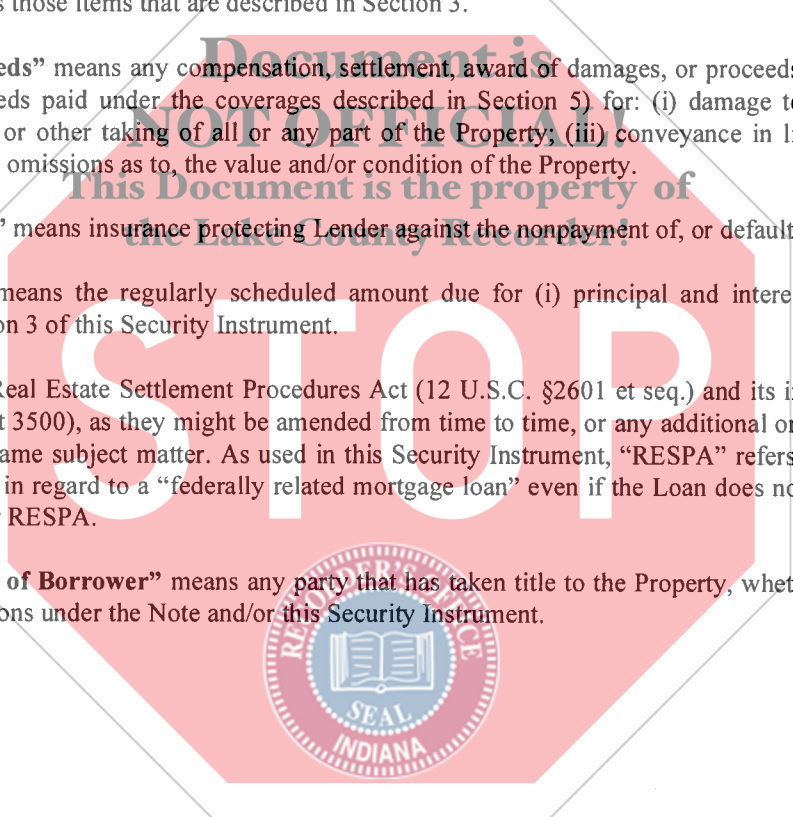 s those items that are described in Section 3.
Document is
eds” means any compensation, settlement, award of damages, or proceeds
eds paid under the coverages described in Section 5) for: (i) damage to
NOT OFFICIAL!
or other taking of all or any part of the Property; (iii) conveyance in li
omissions as to, the value and/or condition of the Property.
This Document is the property of
the Lake County Recorder!
” means insurance protecting Lender against the nonpayment of, or default
means the regularly scheduled amount due for (i) principal and intere
on 3 of this Security Instrument.
STOP
Real Estate Settlement Procedures Act (12 U.S.C. §2601 et seq.) and its i
t 3500), as they might be amended from time to time, or any additional or
ame subject matter. As used in this Security Instrument, “RESPA” refers
in regard to a “federally related mortgage loan” even if the Loan does no
RESPA.
of Borrower” means any party that has taken title to the Property, whet
ons under the Note and/or this Security Instrument.
RECORDER'S OFFICE
SEAL
INDIANA